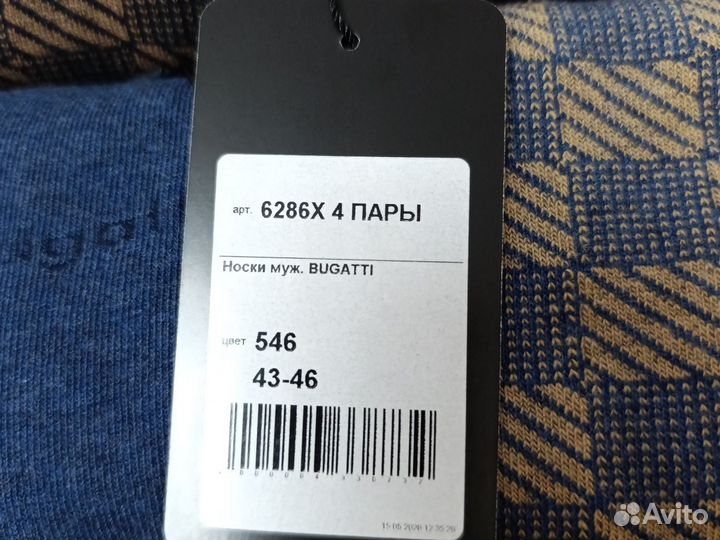 арт. 6286X 4 ПАРЫ
Носки муж. BUGATTI
цвет 546
43-46
Avito